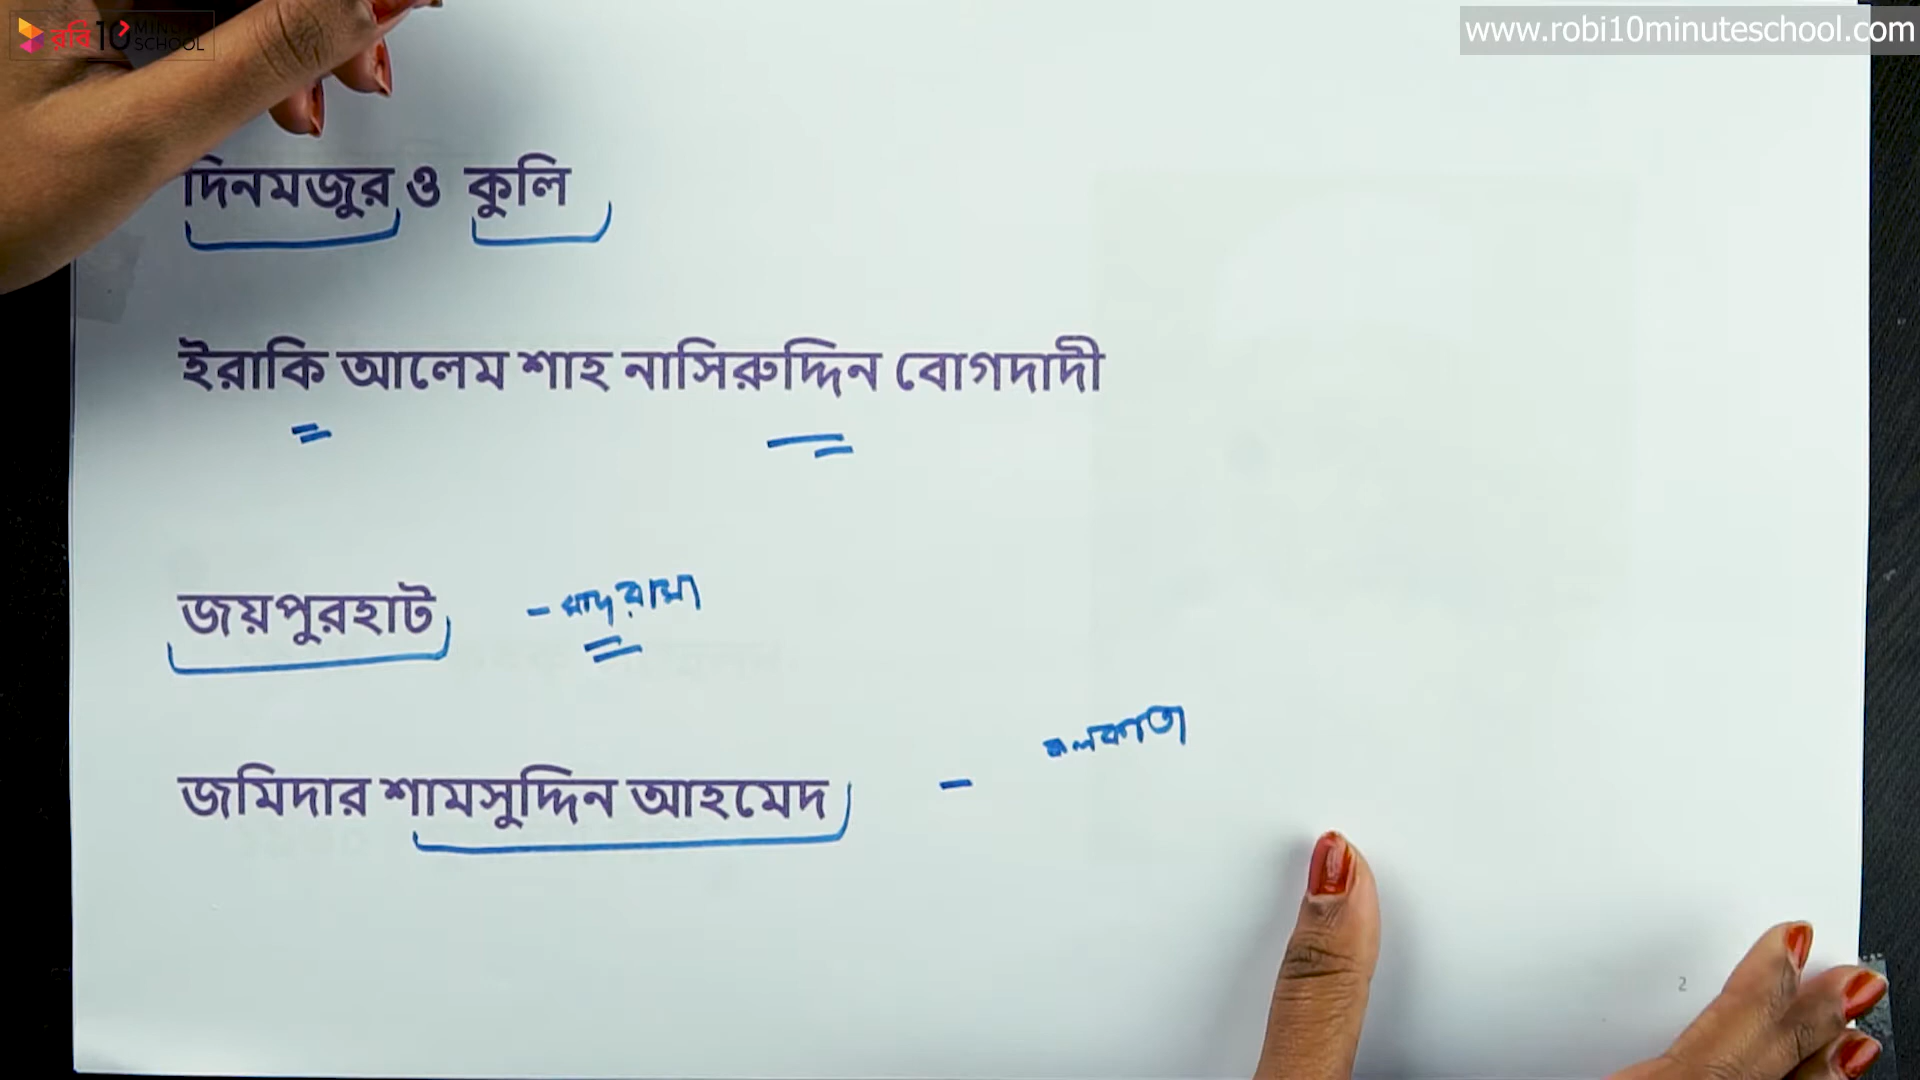 রবি 10 MINUTE SCHOOL
www.robi10minuteschool.com
দিনমজুর ও কুলি
ইরাকি আলেম শাহ নাসিরুদ্দিন বোগদাদী
জয়পুরহাট -
জমিদার শামসুদ্দিন আহমেদ - কলকাতা
2